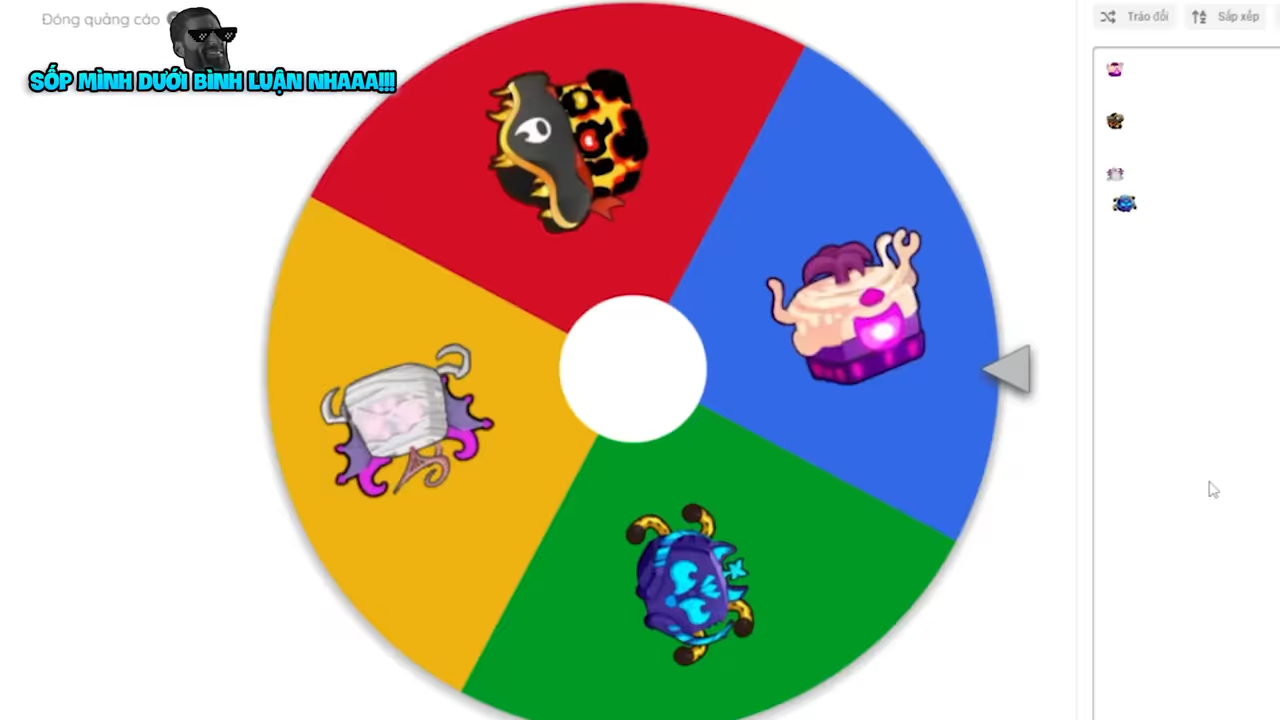 Đóng quảng cáo
Tráo đổi
Sắp xếp
SỐP MÌNH DƯỚI BÌNH LUẬN NHAAA!!!